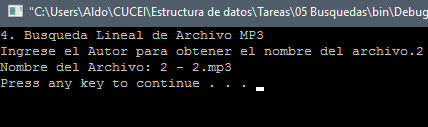 "C:\Users\Aldo\CUCEI\Estructura de datos\Tareas\05 Busquedas\bin\Debug
4. Busqueda Lineal de Archivo MP3
Ingrese el Autor para obtener el nombre del archivo.2
Nombre del Archivo: 2 - 2.mp3
Press any key to continue . . .